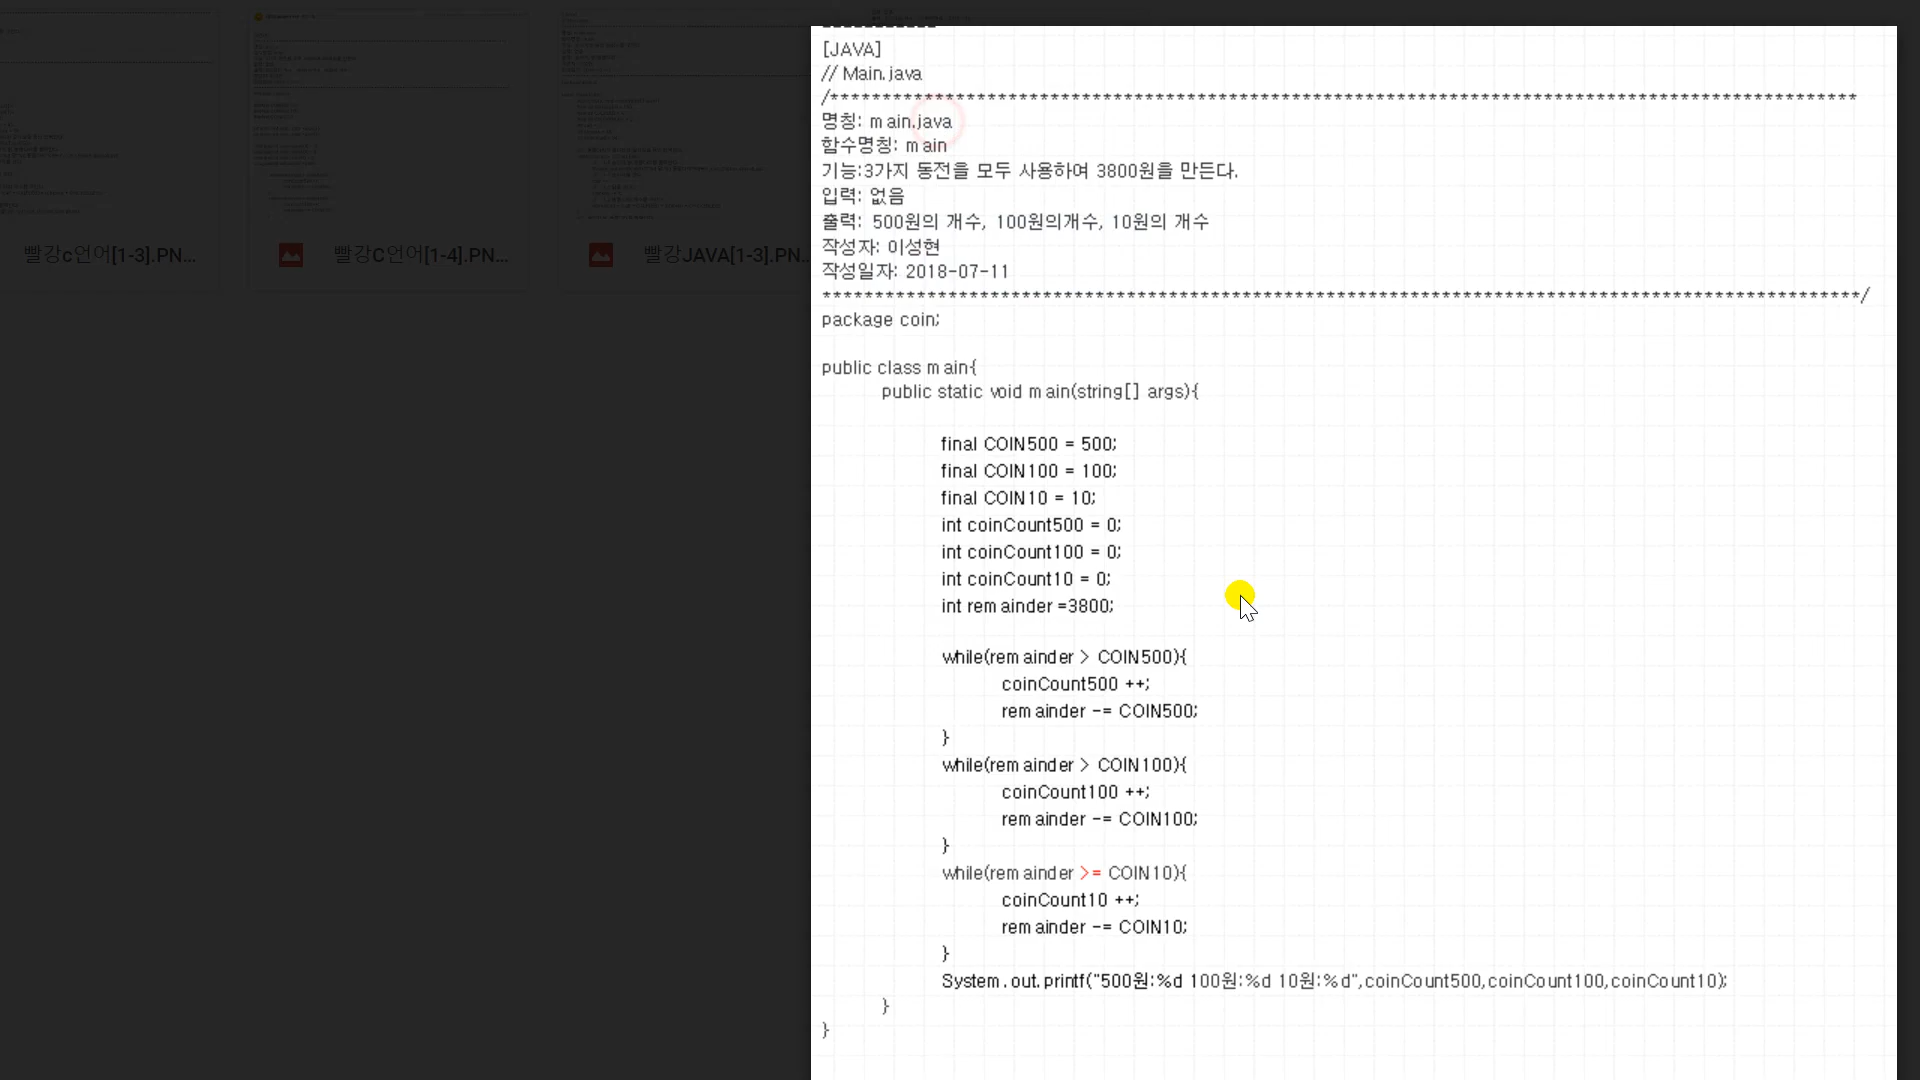 빨강c언어[1-3].PN...
빨강C언어[1-4].PN...
빨강JAVA[1-3].PN...
[JAVA]
// Main.java
/**************************************************************************************************
명칭: main.java
함수명칭: main
기능:3가지 동전을 모두 사용하여 3800원을 만든다.
입력: 없음
출력: 500원의 개수, 100원의개수, 10원의 개수
작성자: 이성현
작성일자: 2018-07-11
***************************************************************************************************/
package coin;
public class main{
public static void main(string[] args){
final COIN500 = 500;
final COIN100 = 100;
final COIN10 = 10;
int coinCount500 = 0;
int coinCount100 = 0;
int coinCount10 = 0;
int remainder =3800;
while(remainder > COIN500){
coinCount500 ++;
remainder -= COIN500;
}
while(remainder > COIN100){
coinCount100 ++;
remainder -= COIN100;
}
while(remainder >= COIN10){
coinCount10 ++;
remainder -= COIN10;
}
System.out.printf("500원:%d 100원:%d 10원:%d",coinCount500,coinCount100,coinCount10);
}
}